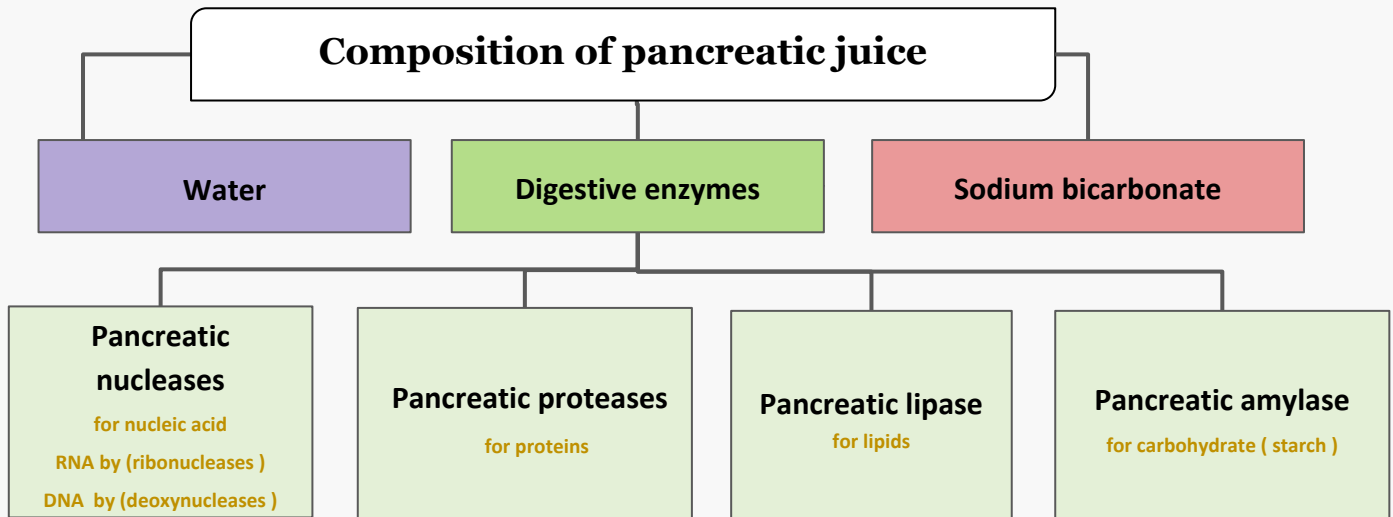 Composition of pancreatic juice
Water
Digestive enzymes
Sodium bicarbonate
Pancreatic
nucleases
for nucleic acid
RNA by (ribonucleases )
DNA  by (deoxynucleases )
Pancreatic proteases
for proteins
Pancreatic lipase
for lipids
Pancreatic amylase
for carbohydrate ( starch )